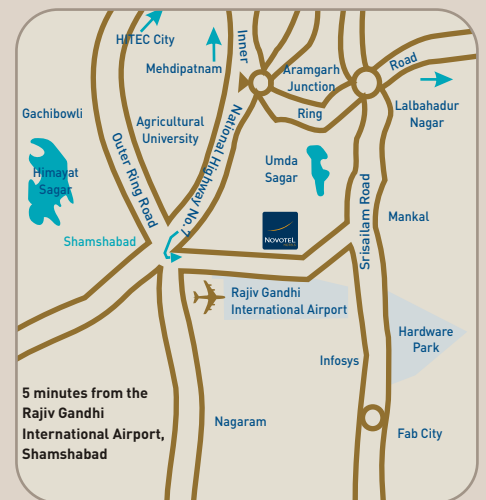 HITEC City
Inner
Mehdipatnam
Aramgarh
Junction
Road
Ring
Lalbahadur
Nagar
Gachibowli
Agricultural
University
National Highway No. 7
Outer Ring Road
Himayat
Sagar
Umda
Sagar
Srisailam Road
Mankal
Shamshabad
NOVOTEL
Rajiv Gandhi
International Airport
Hardware
Park
Infosys
5 minutes from the
Rajiv Gandhi
International Airport,
Shamshabad
Nagaram
Fab City